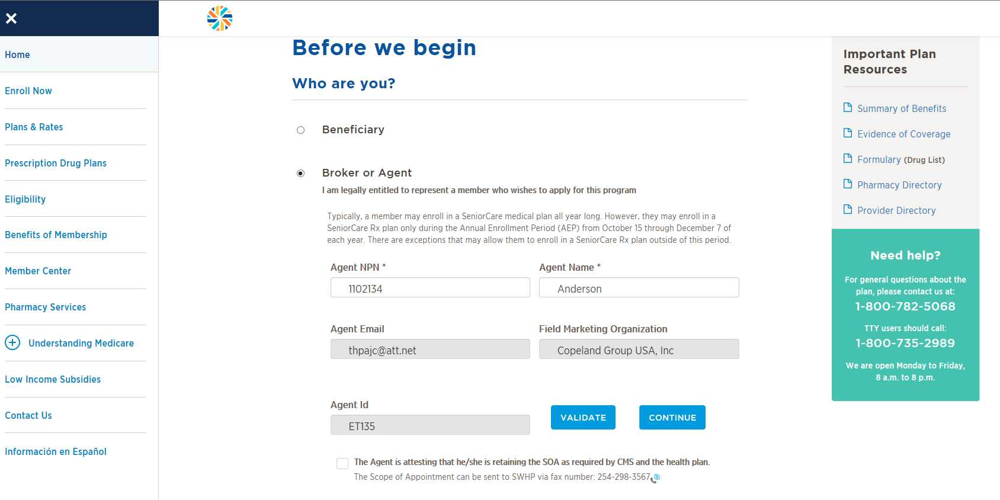 Home
Enroll Now
Plans & Rates
Prescription Drug Plans
Eligibility
Benefits of Membership
Member Center
Pharmacy Services
Understanding Medicare
Low Income Subsidies
Contact Us
Información en Español
Before we begin
Who are you?
Beneficiary
Broker or Agent
I am legally entitled to represent a member who wishes to apply for this program
Typically, a member may enroll in a SeniorCare medical plan all year long. However, they may enroll in a
SeniorCare Rx plan only during the Annual Enrollment Period (AEP) from October 15 through December 7 of
each year. There are exceptions that may allow them to enroll in a SeniorCare Rx plan outside of this period.
Agent NPN *
1102134
Agent Name *
Anderson
Agent Email
thpajc@att.net
Field Marketing Organization
Copeland Group USA, Inc
Agent Id
ET135
VALIDATE
CONTINUE
The Agent is attesting that he/she is retaining the SOA as required by CMS and the health plan.
The Scope of Appointment can be sent to SWHP via fax number: 254-298-3567
Important Plan
Resources
Summary of Benefits
Evidence of Coverage
Formulary (Drug List)
Pharmacy Directory
Provider Directory
Need help?
For general questions about the
plan, please contact us at:
1-800-782-5068
TTY users should call:
1-800-735-2989
We are open Monday to Friday,
8 a.m. to 8 p.m.